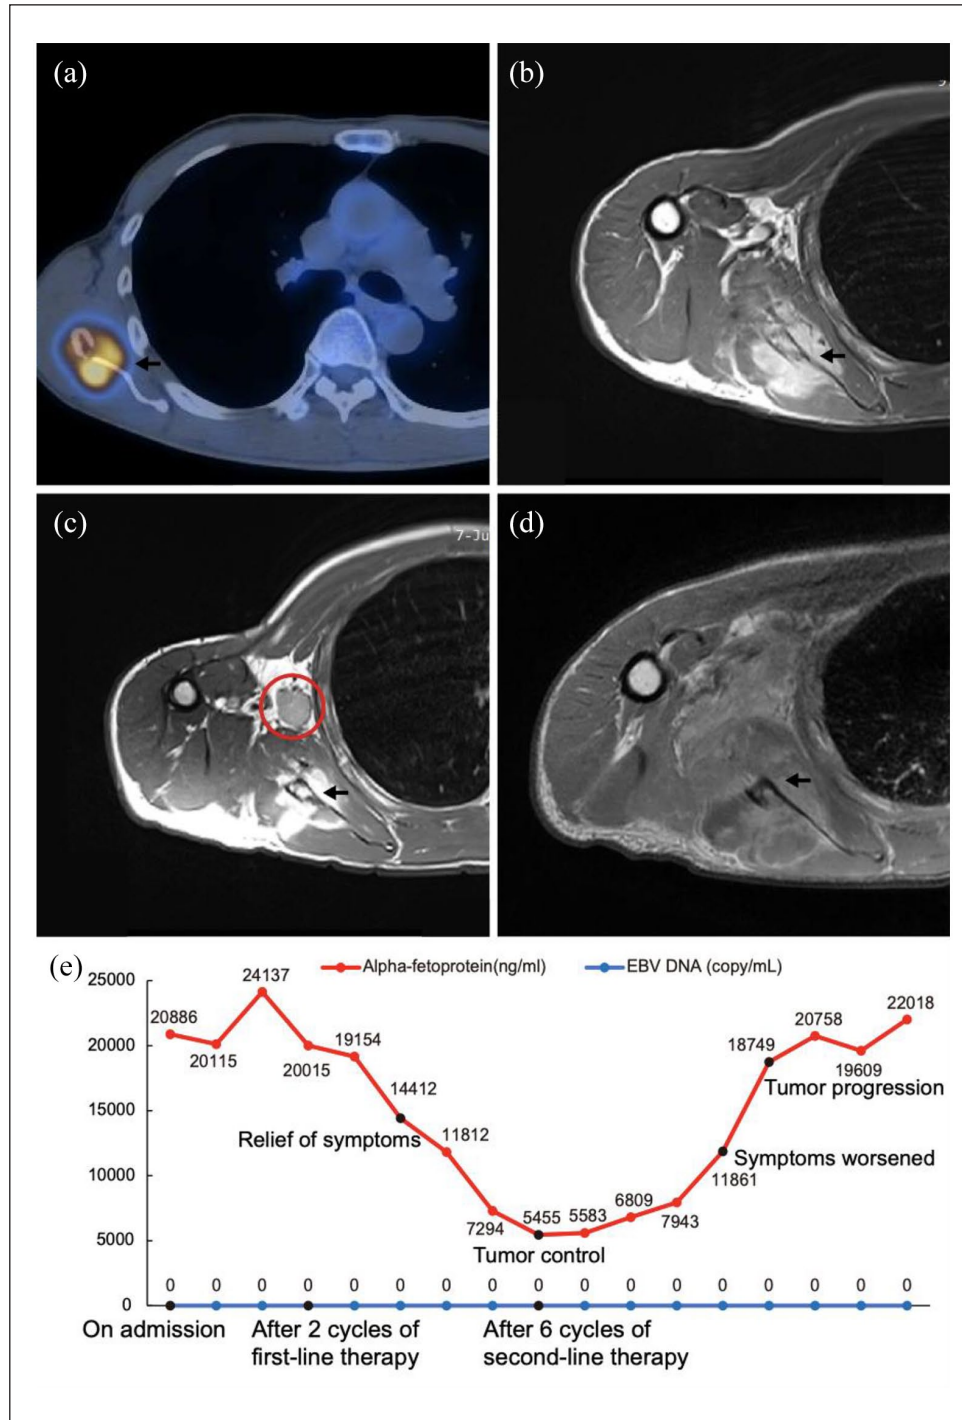 (a)
(b)
(c)
7-Ju
(d)
(e)
Alpha-fetoprotein(ng/ml)
EBV DNA (copy/mL)
25000
20000
15000
10000
5000
0
20886
20115
24137
20015
19154
14412
11812
7294
5455
5583
6809
7943
11861
18749
20758
19609
22018
Relief of symptoms
Tumor control
Symptoms worsened
Tumor progression
0 0 0 0 0 0 0 0 0 0 0 0 0 0 0 0 0
On admission
After 2 cycles of
first-line therapy
After 6 cycles of
second-line therapy